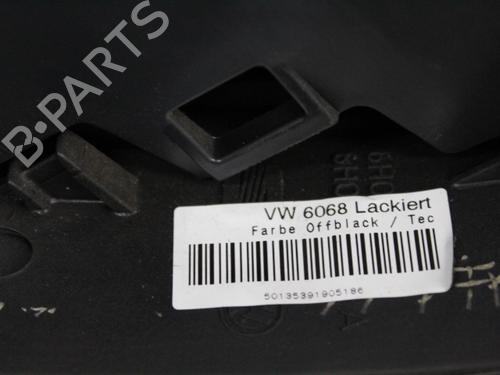 B-PARTS
VW 6068 Lackiert
Farbe Offblack / Tec
50135391905186